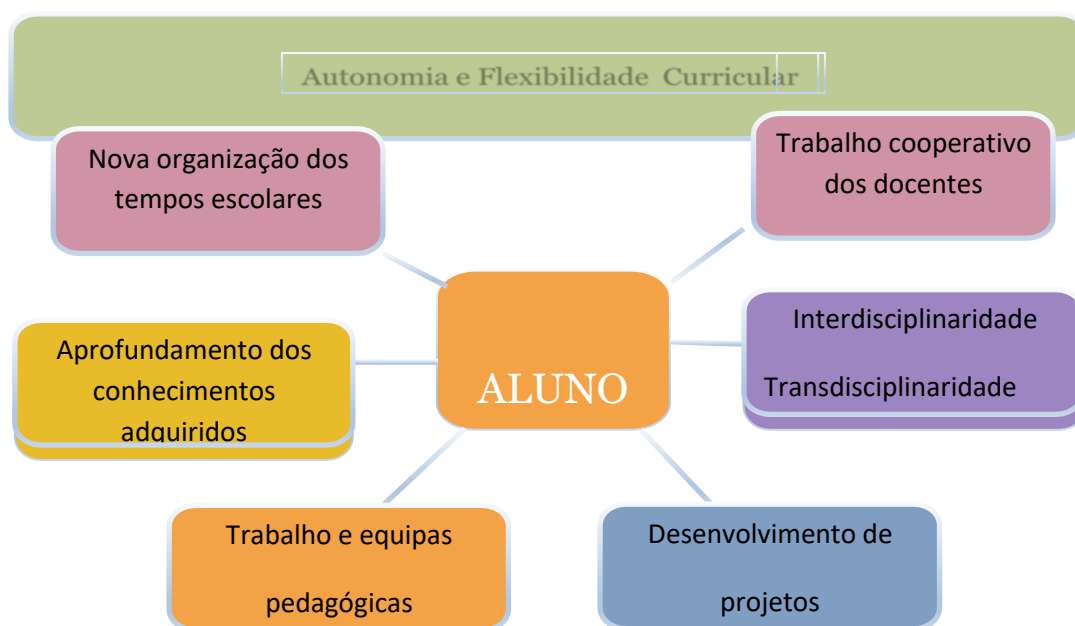 Autonomia e Flexibilidade Curricular
Nova organização dos
tempos escolares
Trabalho cooperativo
dos docentes
Aprofundamento dos
conhecimentos
adquiridos
ALUNO
Interdisciplinaridade
Transdisciplinaridade
Trabalho e equipas
pedagógicas
Desenvolvimento de
projetos